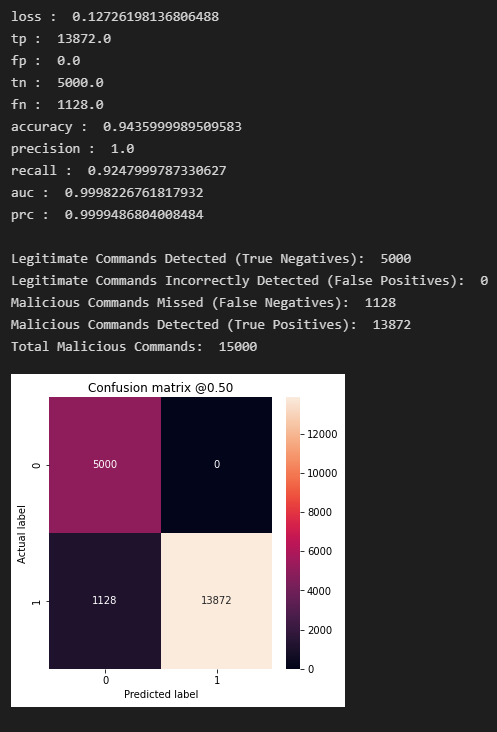 loss :  0.12726198136806488
tp :  13872.0
fp :  0.0
tn :  5000.0
fn :  1128.0
accuracy :  0.9435999989509583
precision :  1.0
recall :  0.9247999787330627
auc :  0.9998226761817932
prc :  0.9999486804008484
Legitimate Commands Detected (True Negatives):  5000
Legitimate Commands Incorrectly Detected (False Positives):  0
Malicious Commands Missed (False Negatives):  1128
Malicious Commands Detected (True Positives):  13872
Total Malicious Commands:  15000
Confusion matrix @0.50
Actual label
0
5000
0
1
1128
13872
0
1
Predicted label
12000
10000
8000
6000
4000
2000
0